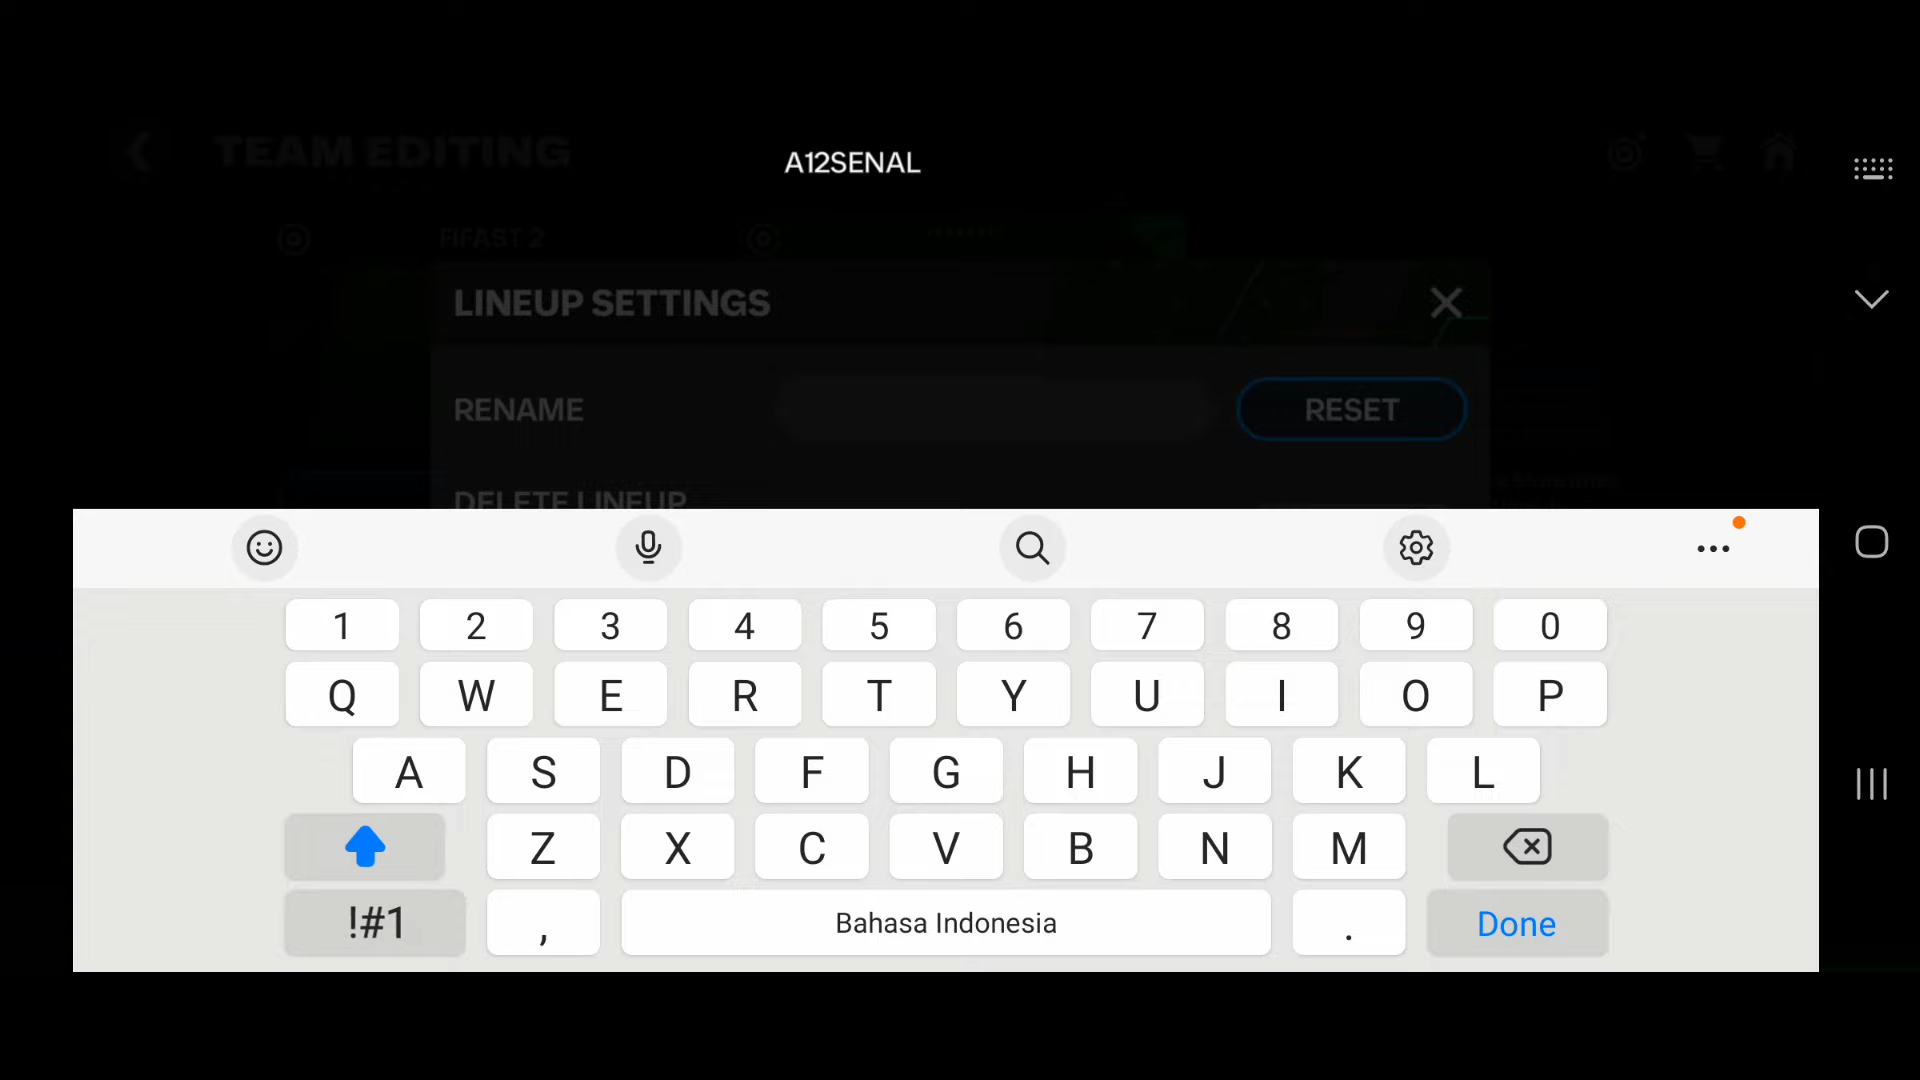 TEAM EDITING
A12SENAL
FIFAST 2
LINEUP SETTINGS
RENAME
RESET
DELETE LINEUP
1 2 3 4 5 6 7 8 9 0
Q W E R T Y U I O P
A S D F G H J K L
Z X C V B N M
!#1 , Bahasa Indonesia . Done